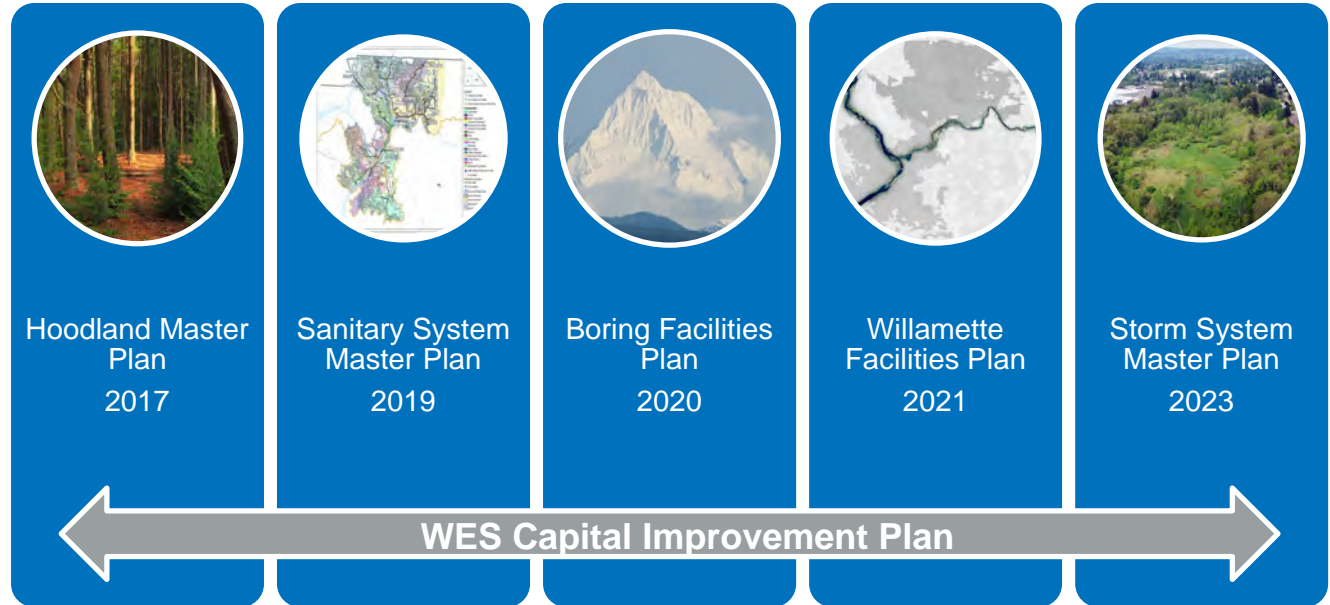 Hoodland Master
Plan
2017
Sanitary System
Master Plan
2019
Boring Facilities
Plan
2020
Willamette
Facilities Plan
2021
Storm System
Master Plan
2023
WES Capital Improvement Plan